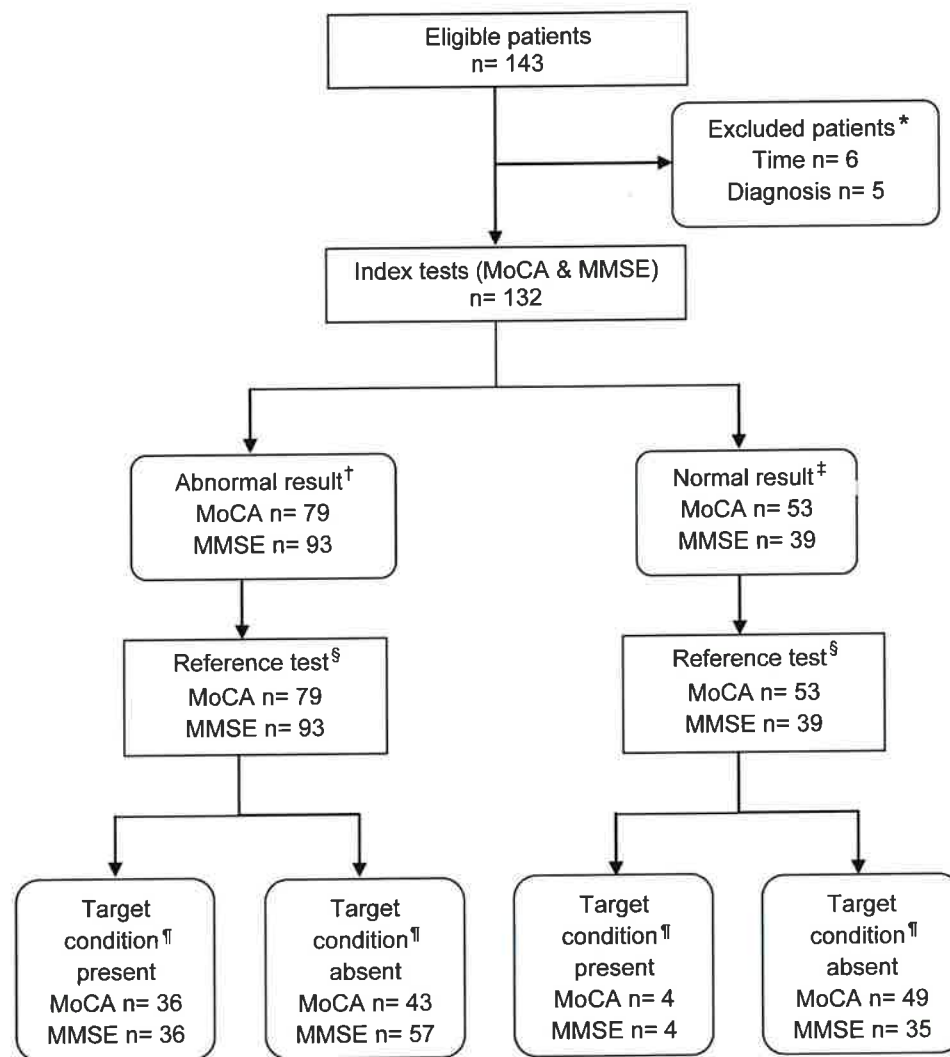 Eligible patients
n= 143
Excluded patients*
Time n= 6
Diagnosis n= 5
Index tests (MoCA & MMSE)
n= 132
Abnormal result†
MoCA n= 79
MMSE n= 93
Normal result‡
MoCA n= 53
MMSE n= 39
Reference test§
MoCA n= 79
MMSE n= 93
Reference test§
MoCA n= 53
MMSE n= 39
Target
condition¶
present
MoCA n= 36
MMSE n= 36
Target
condition¶
absent
MoCA n= 43
MMSE n= 57
Target
condition¶
present
MoCA n= 4
MMSE n= 4
Target
condition¶
absent
MoCA n= 49
MMSE n= 35